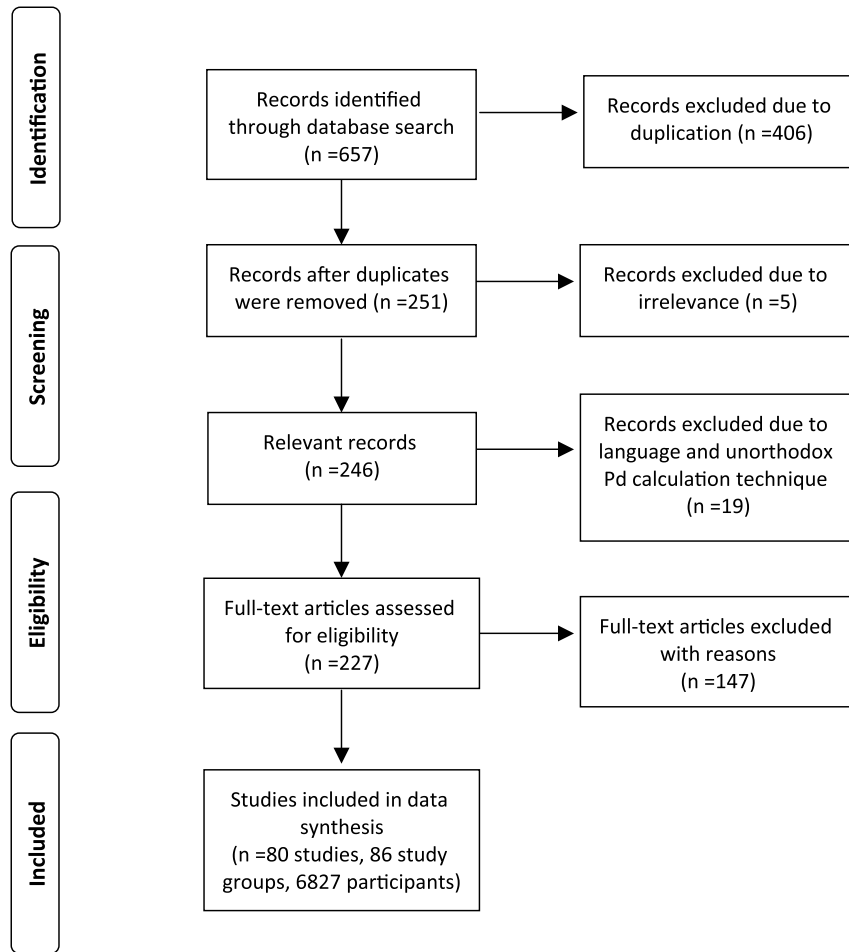 Identification
Records identified
through database search
(n =657)
Records excluded due to
duplication (n =406)
Screening
Records after duplicates
were removed (n =251)
Records excluded due to
irrelevance (n =5)
Relevant records
(n =246)
Records excluded due to
language and unorthodox
Pd calculation technique
(n =19)
Eligibility
Full-text articles assessed
for eligibility
(n =227)
Full-text articles excluded
with reasons
(n =147)
Included
Studies included in data
synthesis
(n =80 studies, 86 study
groups, 6827 participants)